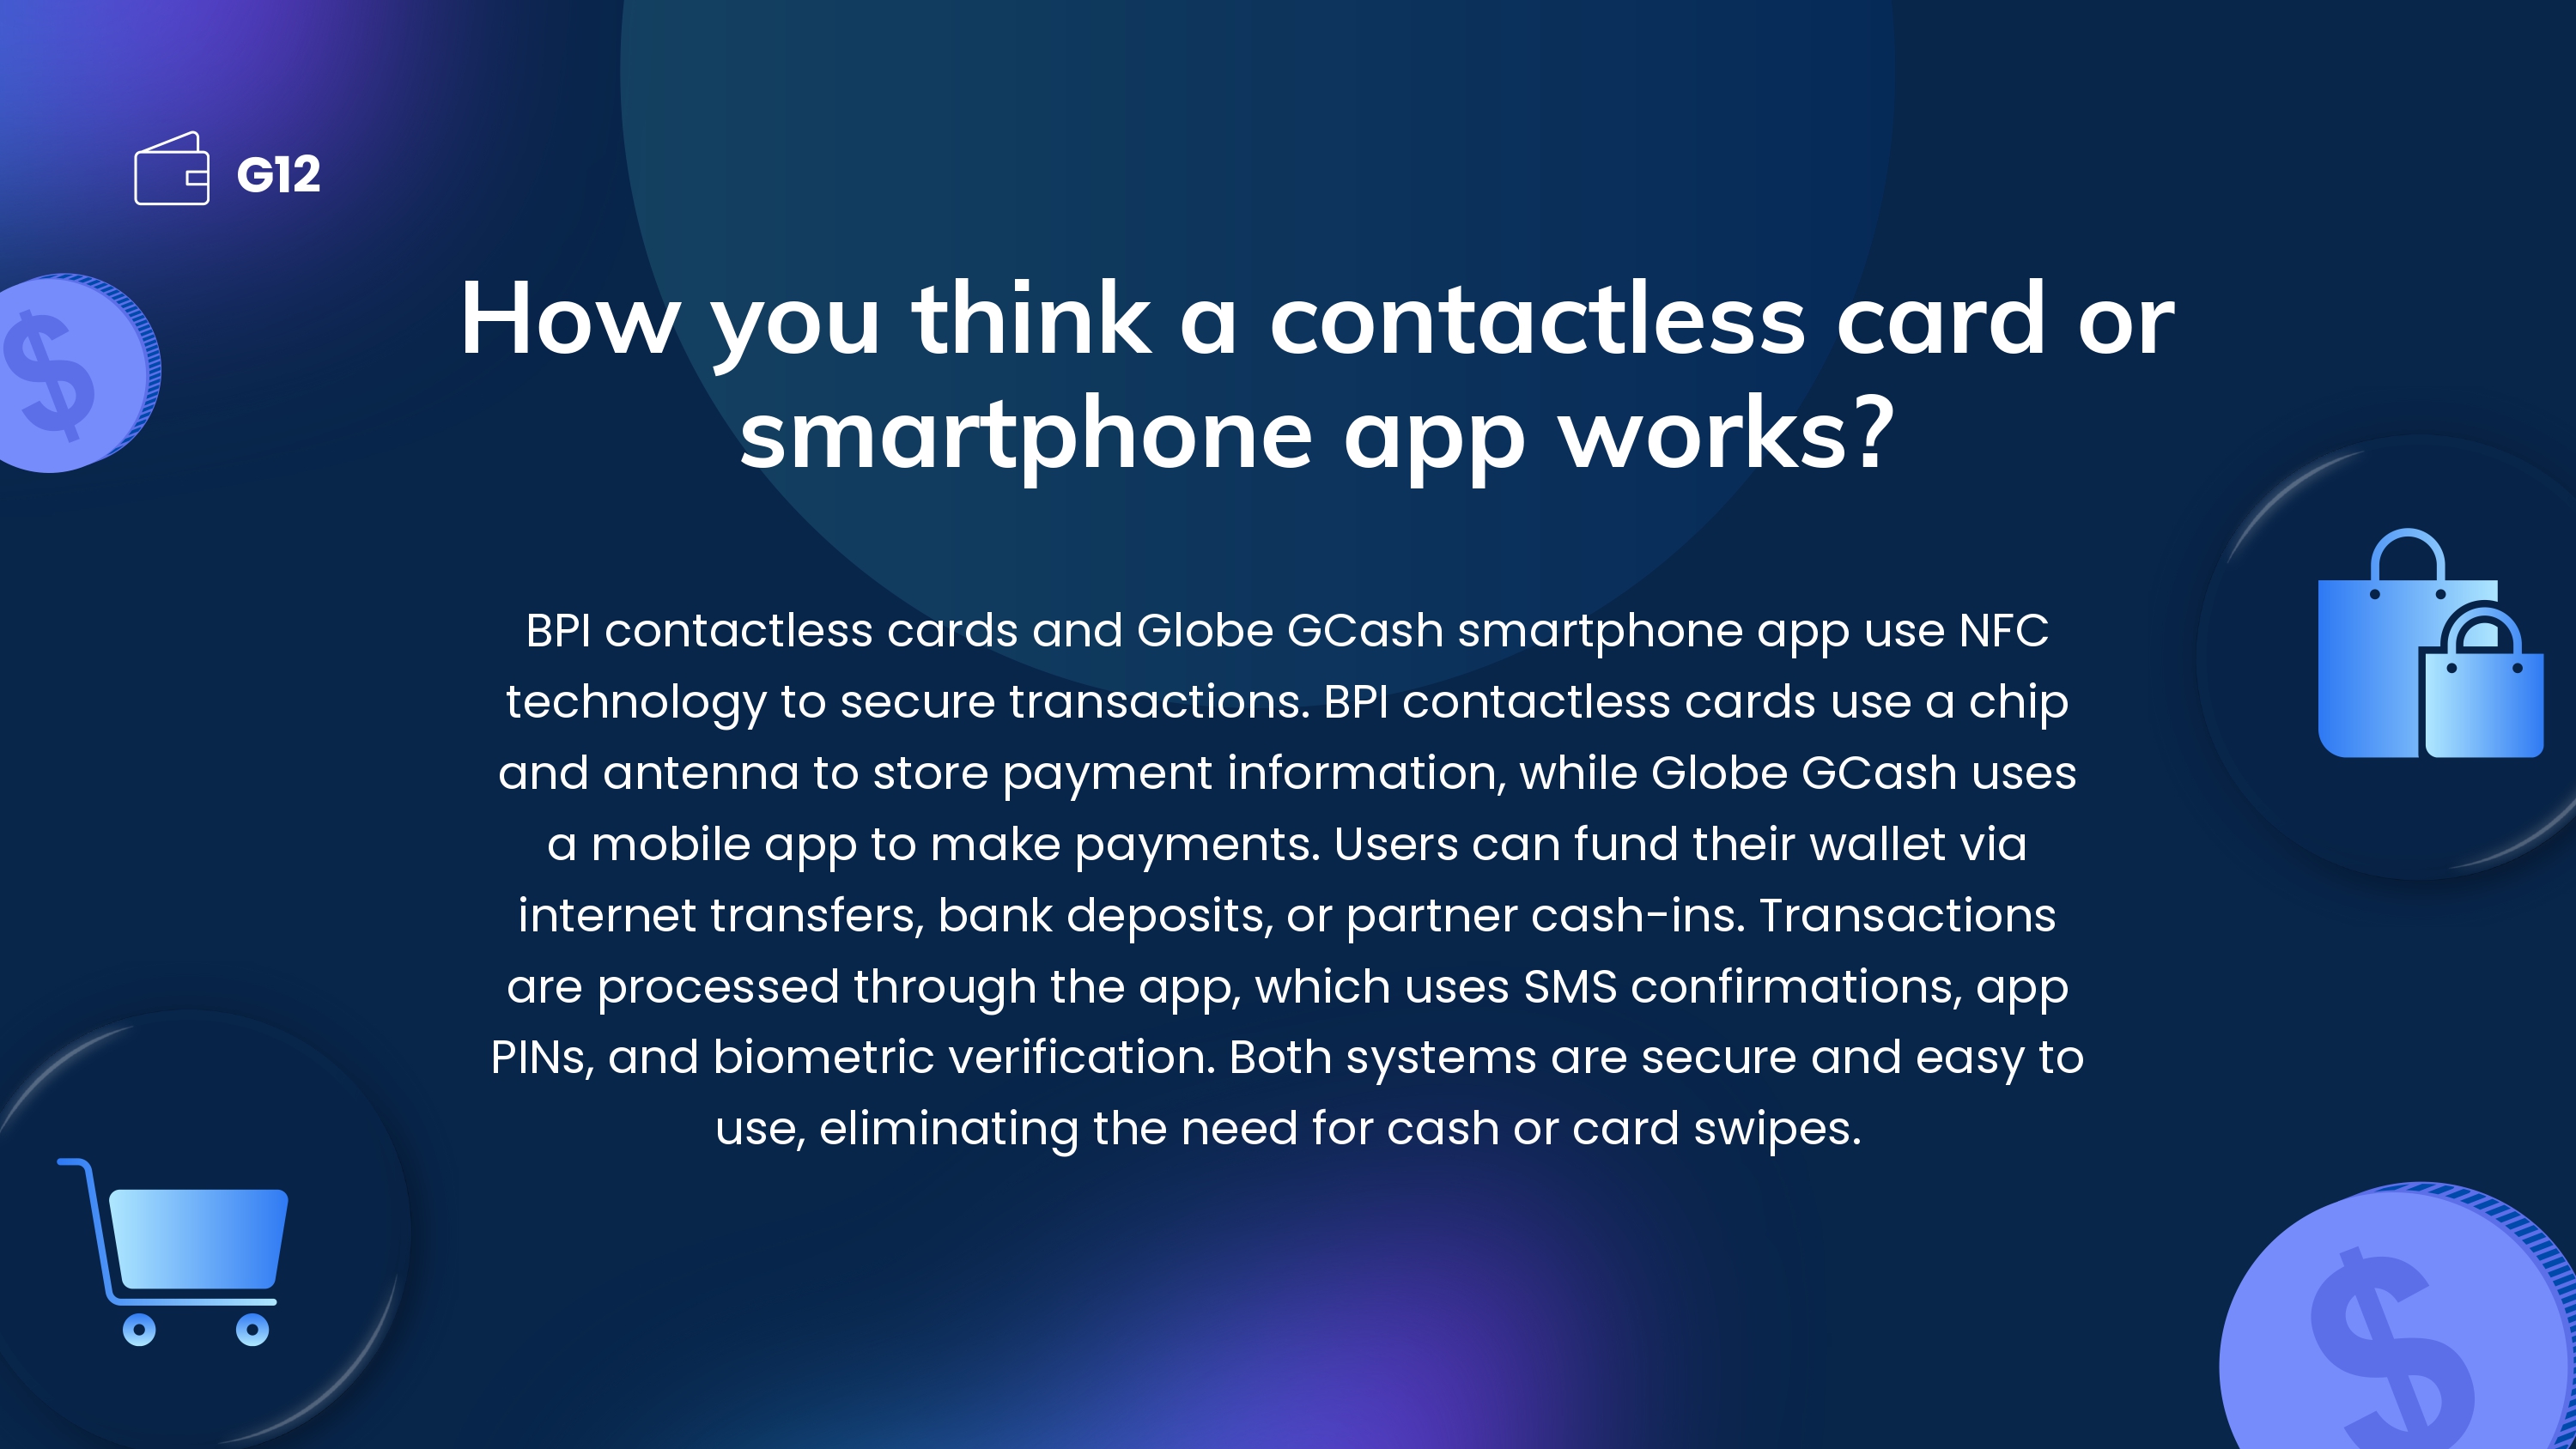 G12
How you think a contactless card or
smartphone app works?
BPI contactless cards and Globe GCash smartphone app use NFC
technology to secure transactions. BPI contactless cards use a chip
and antenna to store payment information, while Globe GCash uses
a mobile app to make payments. Users can fund their wallet via
internet transfers, bank deposits, or partner cash-ins. Transactions
are processed through the app, which uses SMS confirmations, app
PINs, and biometric verification. Both systems are secure and easy to
use, eliminating the need for cash or card swipes.
$
$